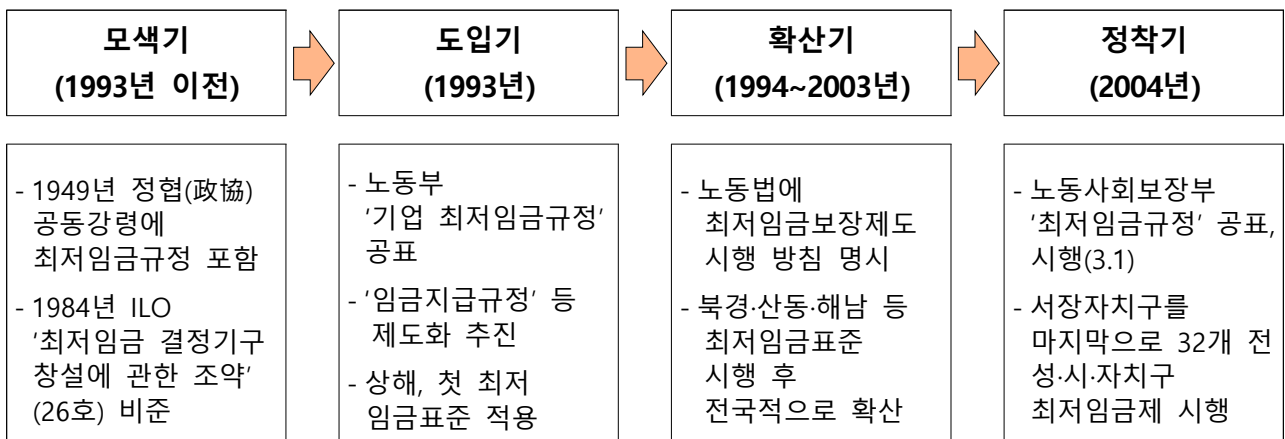 모색기
(1993년 이전)
도입기
(1993년)
확산기
(1994~2003년)
정착기
(2004년)
- 1949년 정협(政協)
공동강령에
최저임금규정 포함
- 1984년 ILO
'최저임금 결정기구
창설에 관한 조약'
(26호) 비준
- 노동부
'기업 최저임금규정'
공표
- '임금지급규정' 등
제도화 추진
- 상해, 첫 최저
임금표준 적용
- 노동법에
최저임금보장제도
시행 방침 명시
- 북경·산동·해남 등
최저임금표준
시행 후
전국적으로 확산
- 노동사회보장부
'최저임금규정' 공표,
시행(3.1)
- 서장자치구를
마지막으로 32개 전
성·시·자치구
최저임금제 시행